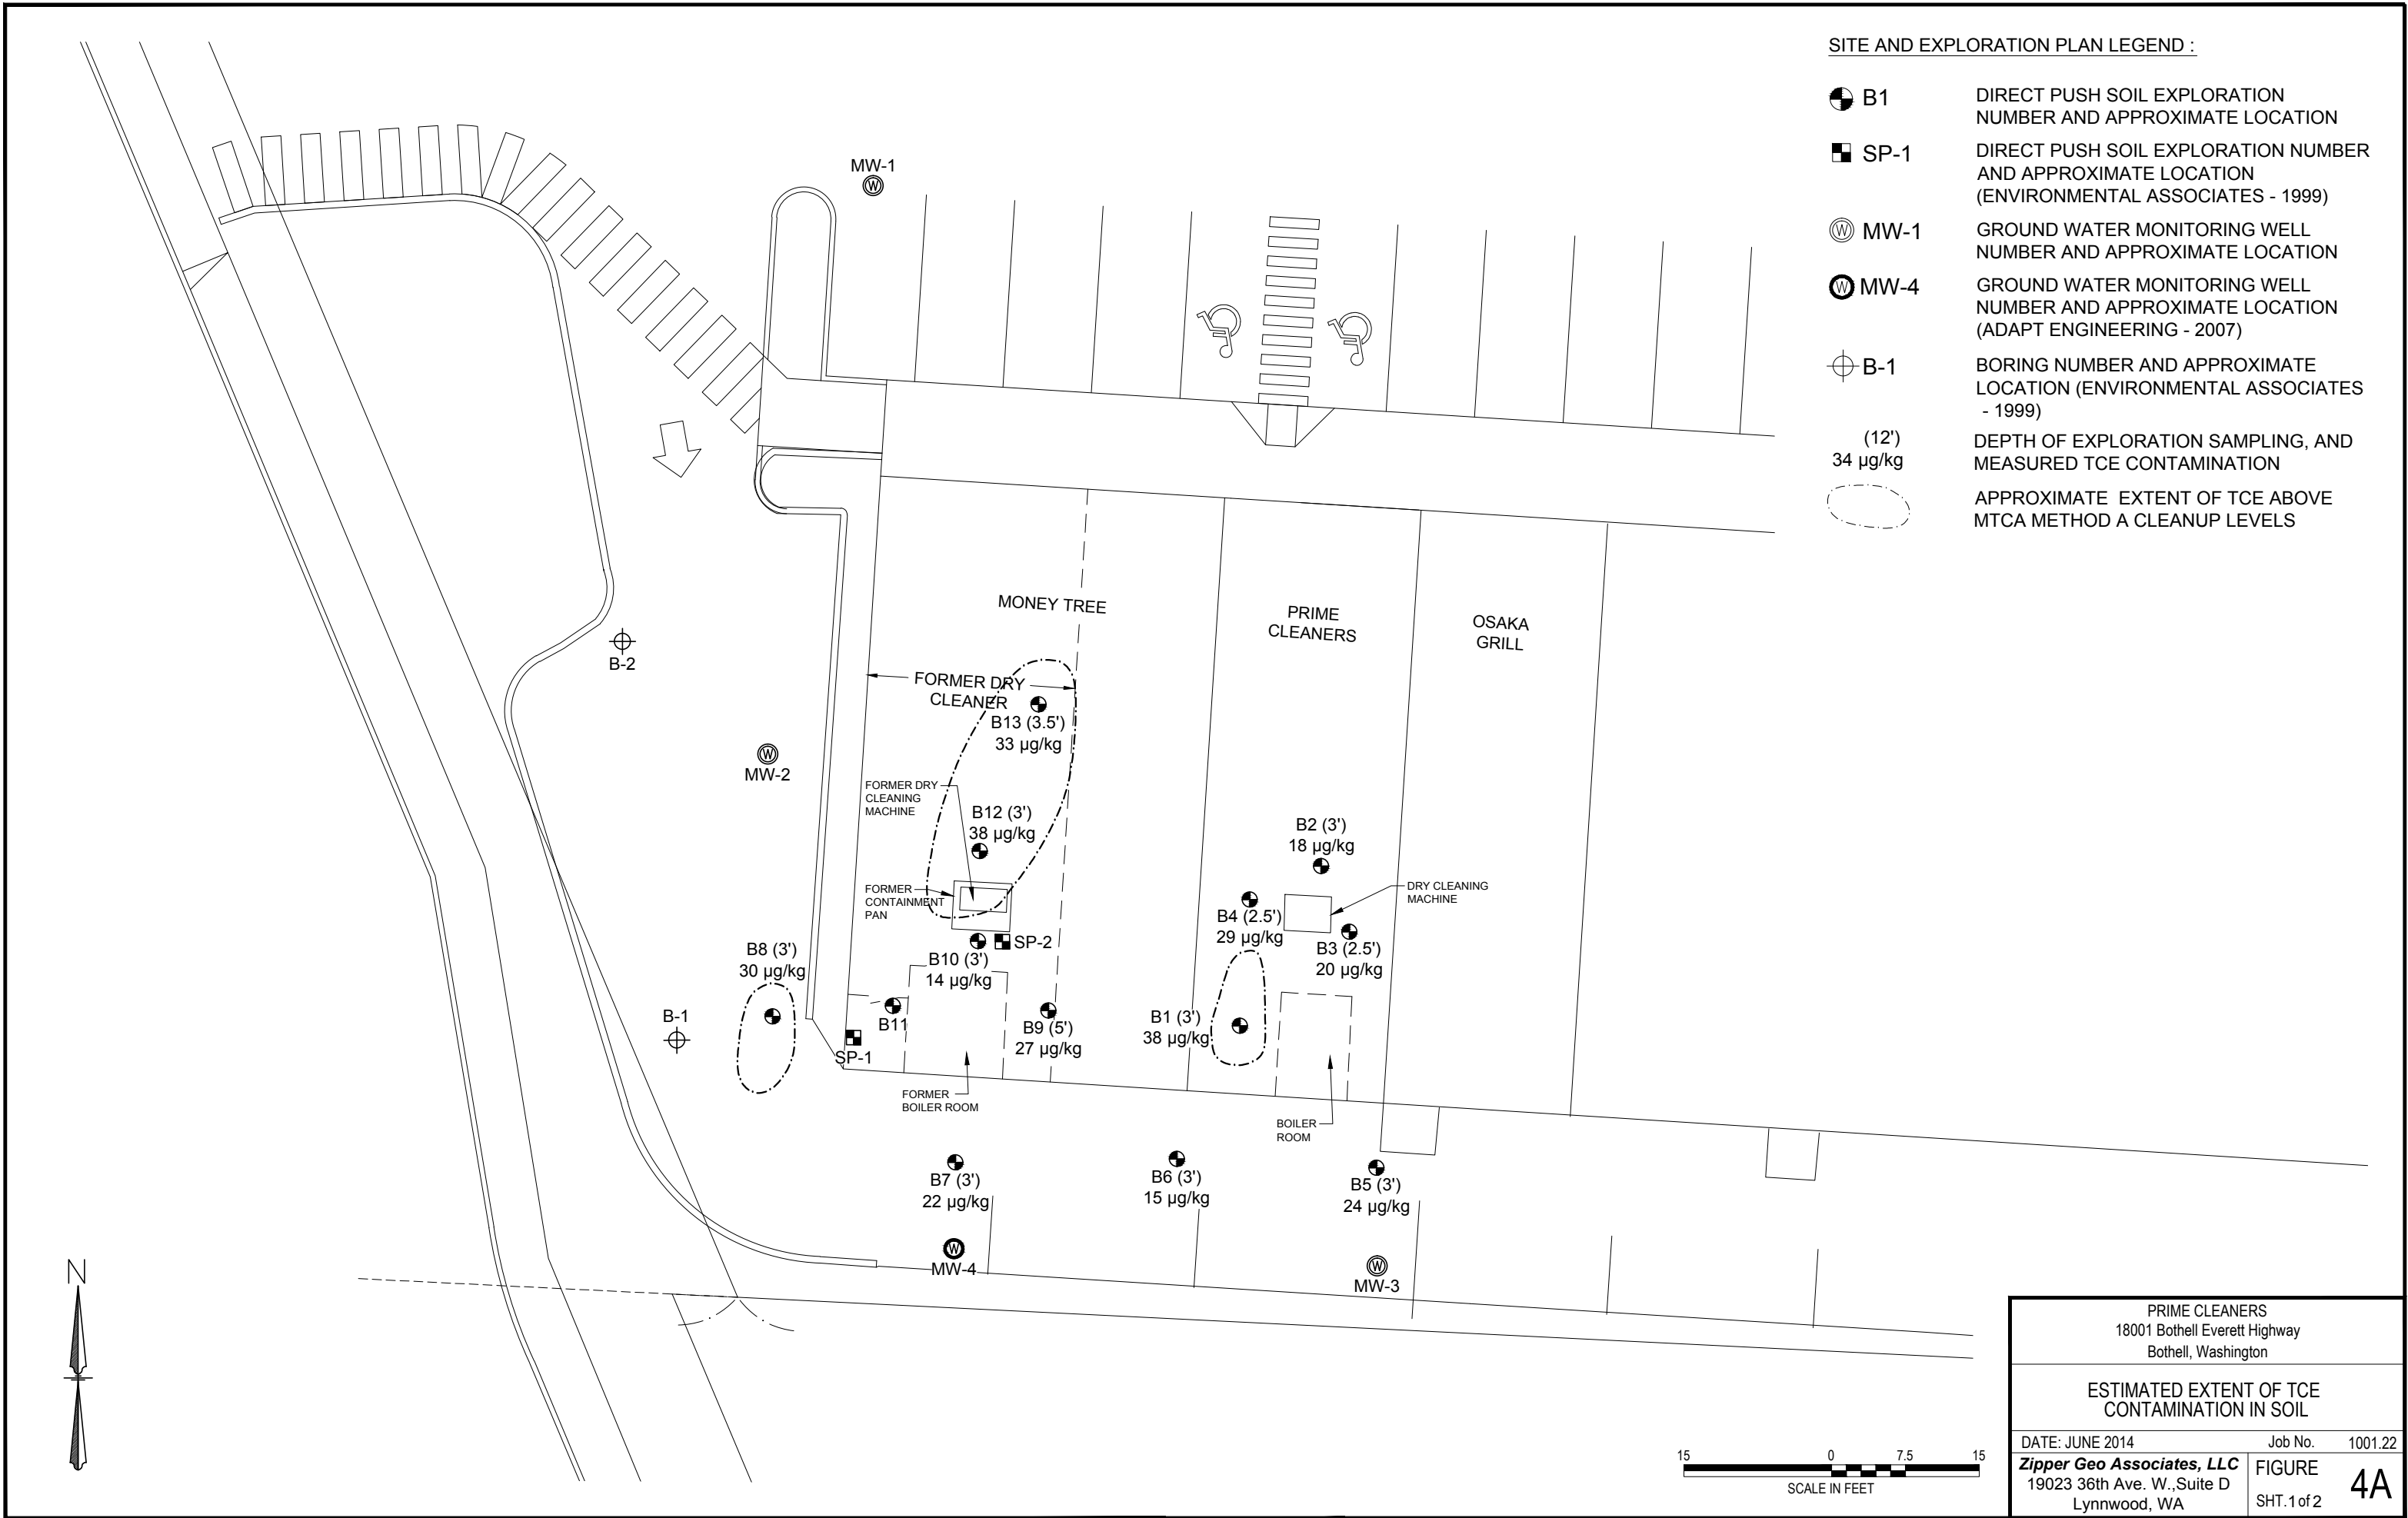 SITE AND EXPLORATION PLAN LEGEND :
B1
DIRECT PUSH SOIL EXPLORATION
NUMBER AND APPROXIMATE LOCATION
SP-1
DIRECT PUSH SOIL EXPLORATION NUMBER
AND APPROXIMATE LOCATION
(ENVIRONMENTAL ASSOCIATES - 1999)
W MW-1
GROUND WATER MONITORING WELL
NUMBER AND APPROXIMATE LOCATION
W MW-4
GROUND WATER MONITORING WELL
NUMBER AND APPROXIMATE LOCATION
(ADAPT ENGINEERING - 2007)
B-1
BORING NUMBER AND APPROXIMATE
LOCATION (ENVIRONMENTAL ASSOCIATES
- 1999)
(12')
34 µg/kg
DEPTH OF EXPLORATION SAMPLING, AND
MEASURED TCE CONTAMINATION
APPROXIMATE EXTENT OF TCE ABOVE
MTCA METHOD A CLEANUP LEVELS
MW-1
W
MONEY TREE
PRIME
CLEANERS
OSAKA
GRILL
B-2
FORMER DRY
CLEANER
B13 (3.5')
33 µg/kg
W
MW-2
FORMER DRY
CLEANING
MACHINE
B12 (3')
38 µg/kg
B2 (3')
18 µg/kg
FORMER
CONTAINMENT
PAN
DRY CLEANING
MACHINE
B4 (2.5')
29 µg/kg
B3 (2.5')
20 µg/kg
SP-2
B8 (3')
30 µg/kg
B10 (3')
14 µg/kg
B-1
B11
SP-1
B9 (5')
27 µg/kg
B1 (3')
38 µg/kg
FORMER
BOILER ROOM
BOILER
ROOM
B7 (3')
22 µg/kg
B6 (3')
15 µg/kg
B5 (3')
24 µg/kg
W
MW-4
W
MW-3
N
15 0 7.5 15
SCALE IN FEET
PRIME CLEANERS
18001 Bothell Everett Highway
Bothell, Washington
ESTIMATED EXTENT OF TCE
CONTAMINATION IN SOIL
DATE: JUNE 2014 Job No. 1001.22
Zipper Geo Associates, LLC
19023 36th Ave. W.,Suite D
Lynnwood, WA
FIGURE 4A
SHT.1 of 2